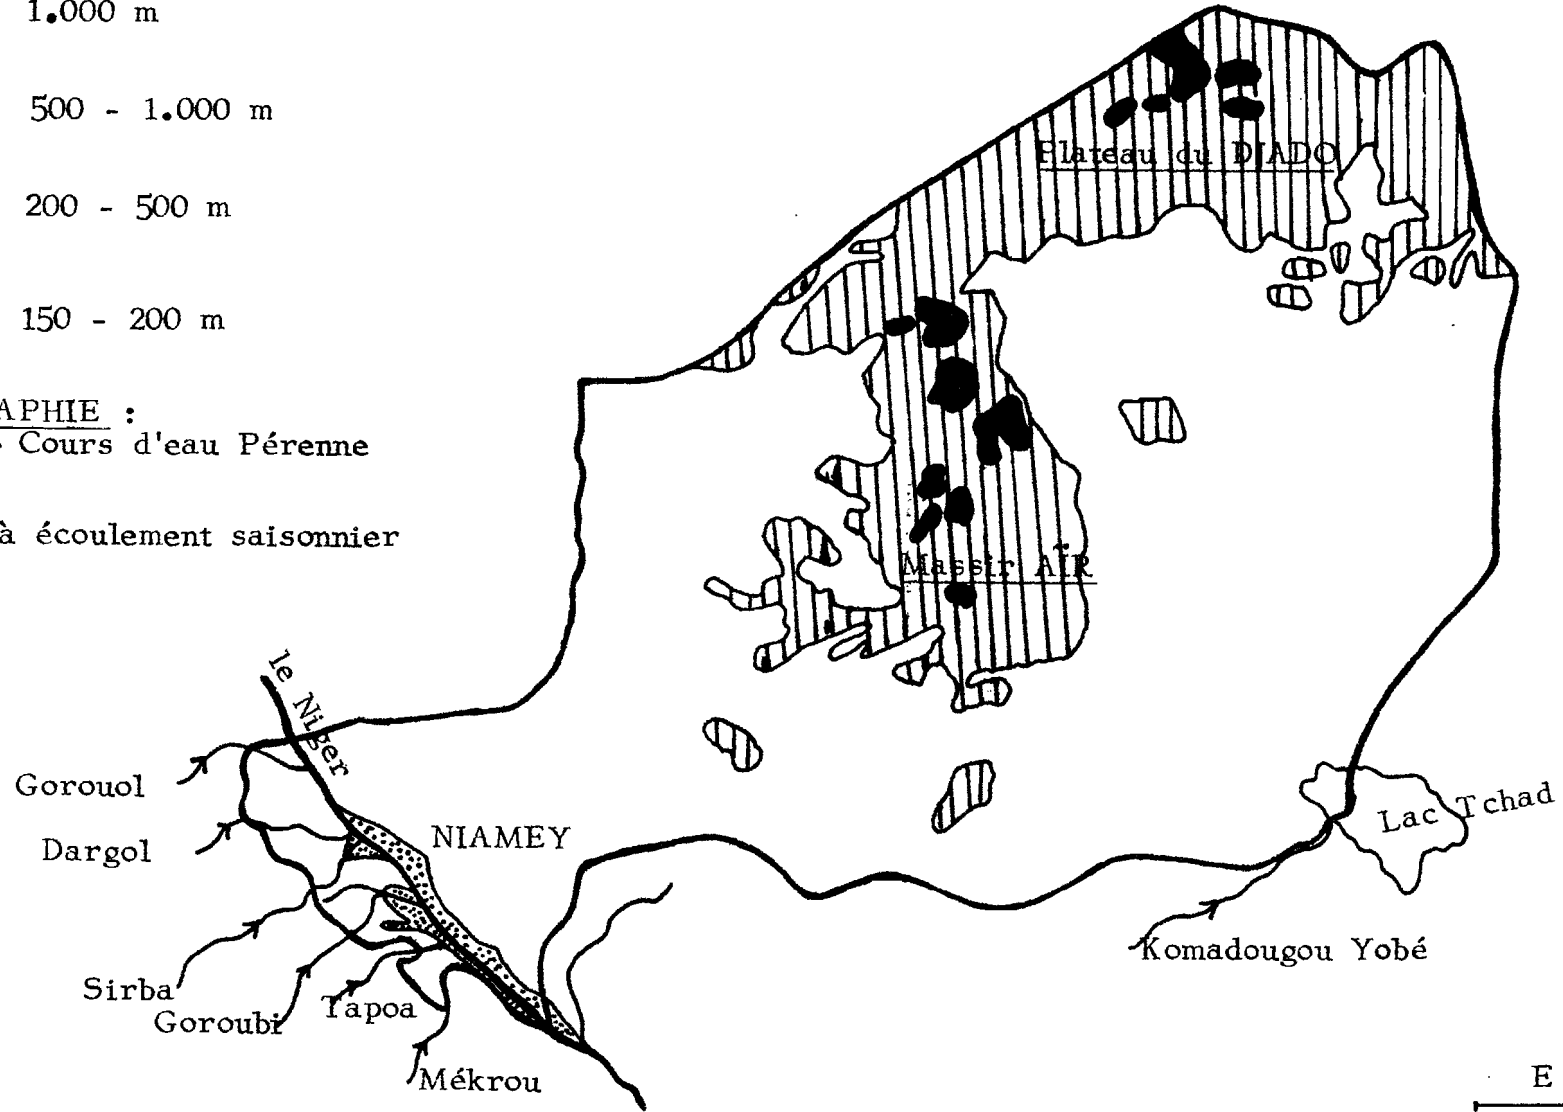 1.000 m
500 - 1.000 m
200 - 500 m
150 - 200 m
APHIE :
Cours d'eau Pérenne
à écoulement saisonnier
Plateau du DJADO
Massif AÏR
le Niger
Gorouol
Dargol
NIAMEY
Lac Tchad
Komadougou Yobé
Sirba
Goroubi
Tapoa
Mékrou
E